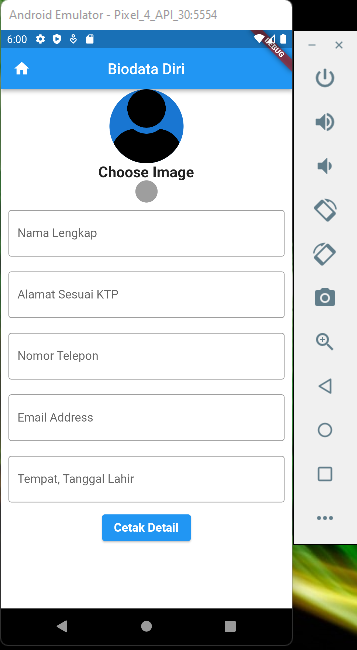 Android Emulator - Pixel_4_API_30:5554
6:00
DEBUG
Biodata Diri
Choose Image
Nama Lengkap
Alamat Sesuai KTP
Nomor Telepon
Email Address
Tempat, Tanggal Lahir
Cetak Detail